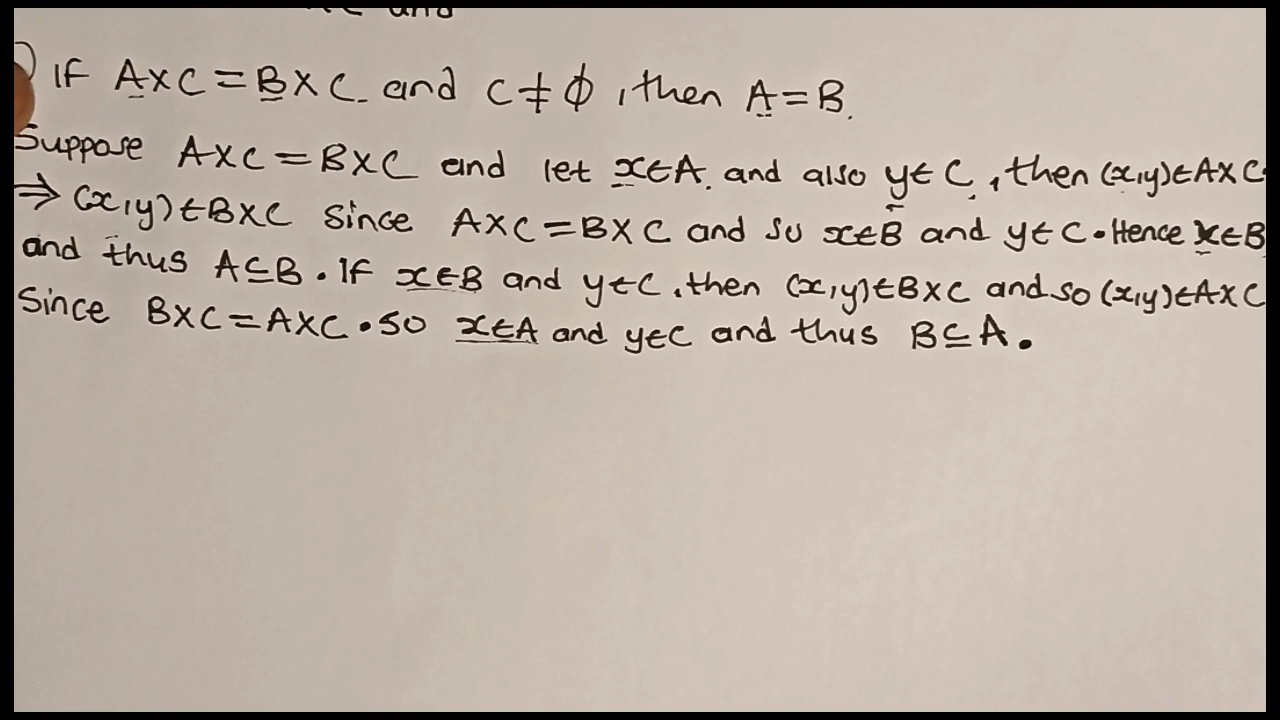 and
) If A×C=B×C and C≠ϕ, then A=B.
Suppose A×C=B×C and let x∈A. and also y∈C, then (x,y)∈A×C.
⇒ (x,y)∈B×C since A×C=B×C and so x∈B and y∈C. Hence x∈B
and thus A⊆B. If x∈B and y∈C, then (x,y)∈B×C and so (x,y)∈A×C
Since B×C=A×C. So x∈A and y∈C and thus B⊆A.